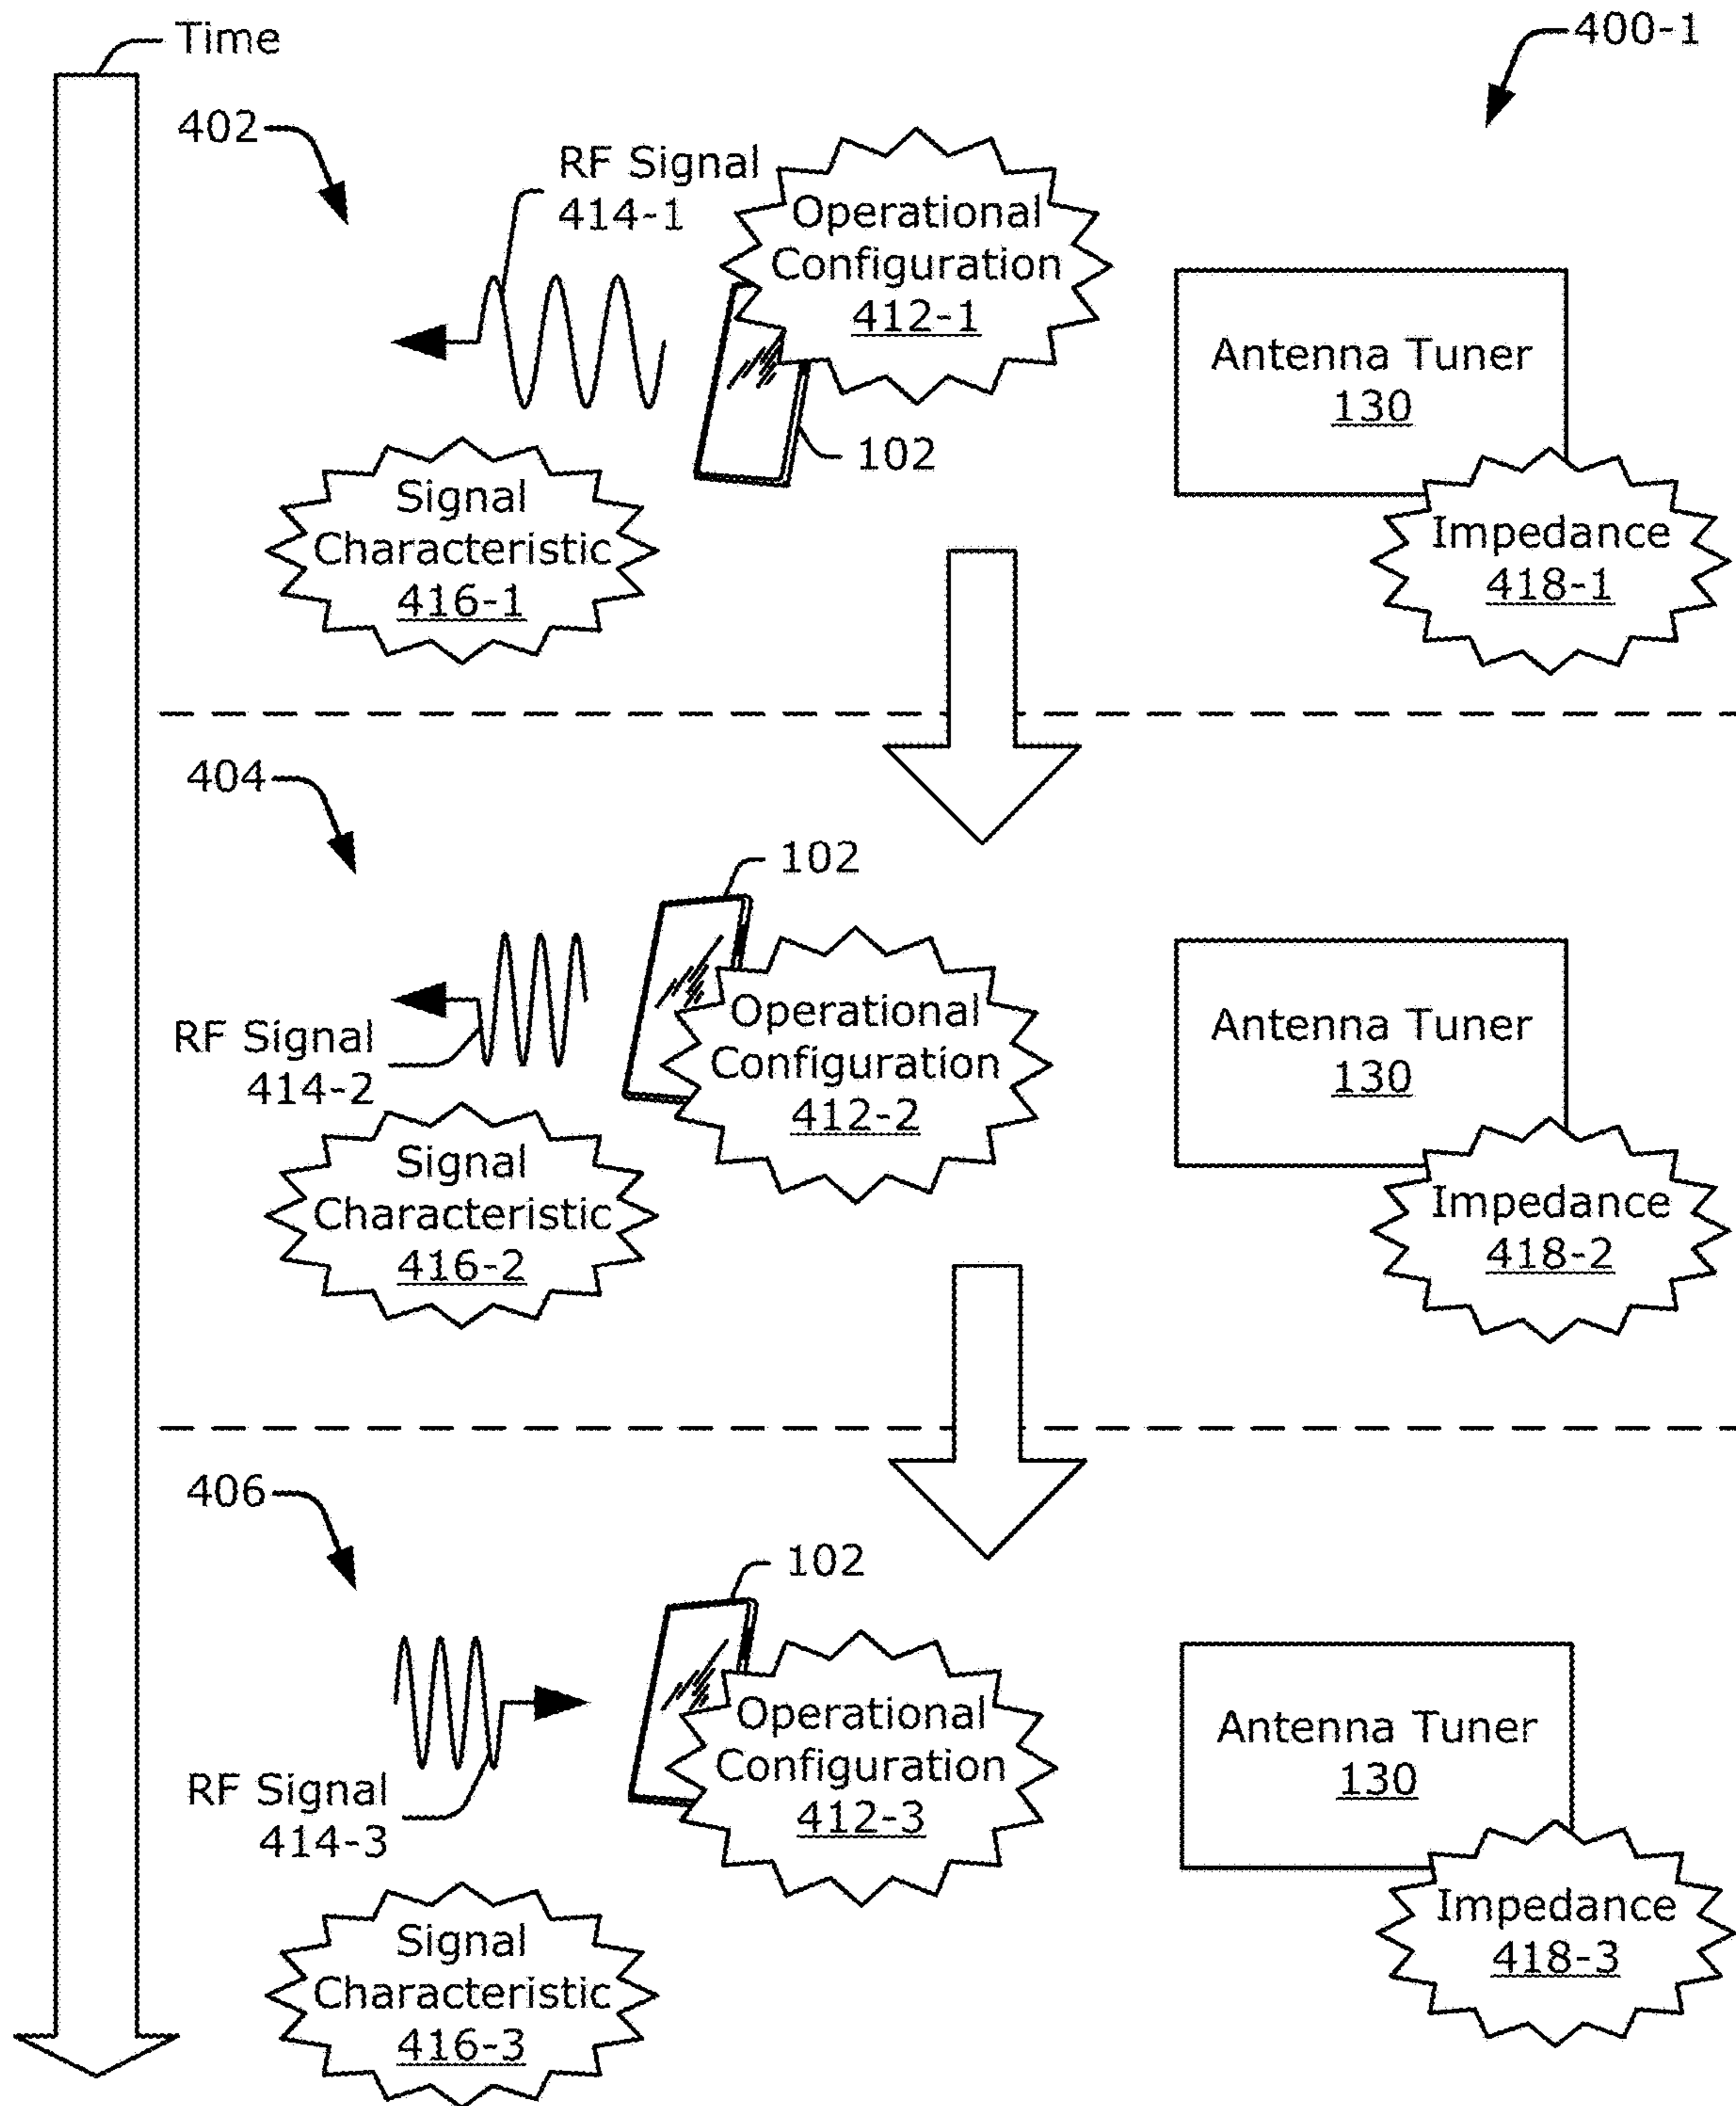 Time
400-1
402
RF Signal
414-1
Operational
Configuration
412-1
Antenna Tuner
130
102
Signal
Characteristic
416-1
Impedance
418-1
404
102
RF Signal
414-2
Operational
Configuration
412-2
Antenna Tuner
130
Signal
Characteristic
416-2
Impedance
418-2
406
102
RF Signal
414-3
Operational
Configuration
412-3
Antenna Tuner
130
Signal
Characteristic
416-3
Impedance
418-3